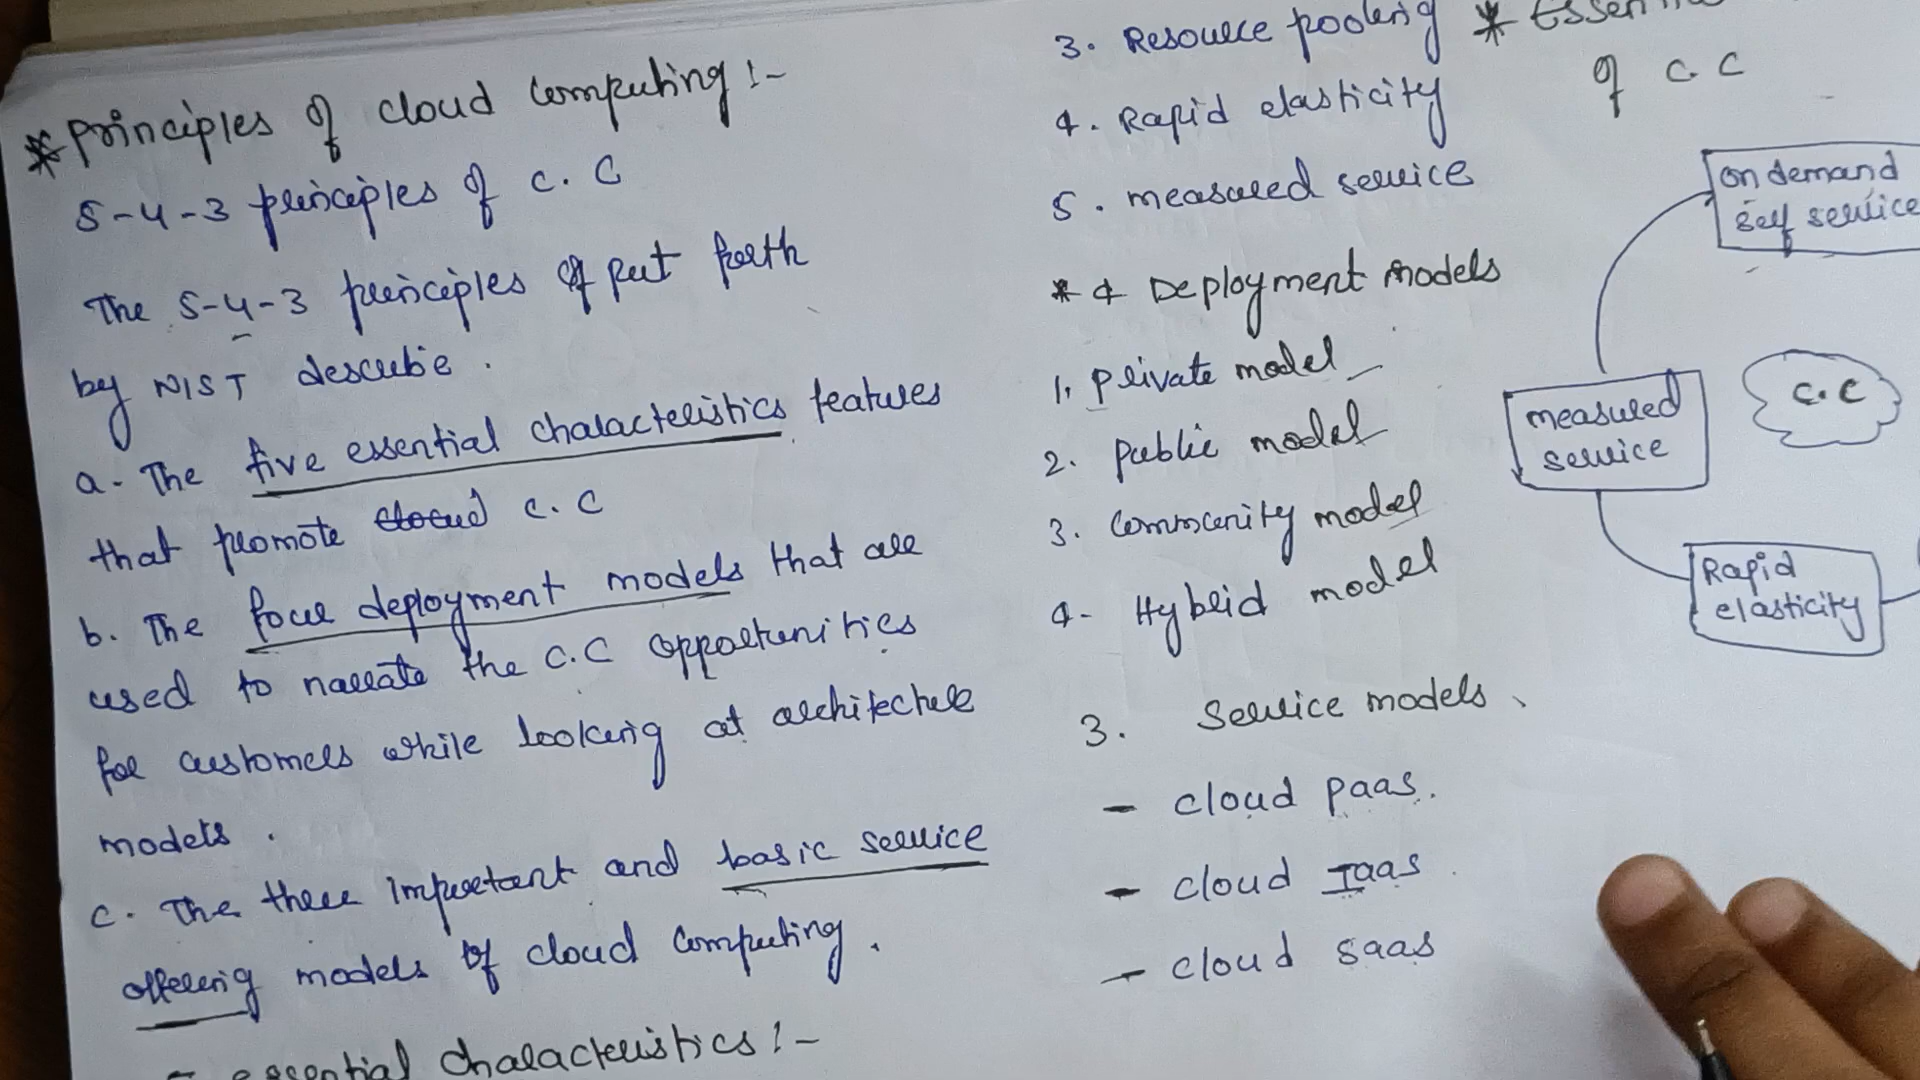 * Principles of cloud computing :-
5-4-3 principles of c. c
The 5-4-3 principles of put forth
by NIST describe .
a. The five essential characteristics features
that promote cloud c. c
b. The four deployment models that are
used to narrate the c.c opportunities
for customers while looking at architecture
models .
c. The three important and basic service
offering models of cloud computing .
essential characteristics :-
3. Resource pooling
4. Rapid elasticity
5. measured service
* 4 Deployment models
1. private model
2. public model
3. Community model
4- Hybrid model
3. Service models
- cloud paas.
- cloud Iaas
- cloud saas
*
of c. c
on demand
self service
measured
service
c.c
Rapid
elasticity